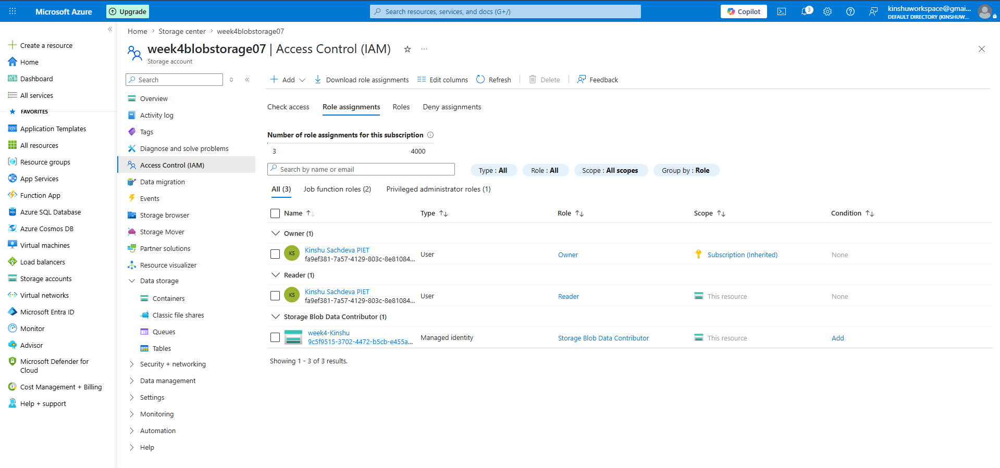 Microsoft Azure
Upgrade
Search resources, services, and docs (G+/)
Copilot
3
kinshuworkspace@gmai...
DEFAULT DIRECTORY (KINSHUW...
Create a resource
Home
Dashboard
All services
FAVORITES
Application Templates
All resources
Resource groups
App Services
Function App
Azure SQL Database
Azure Cosmos DB
Virtual machines
Load balancers
Storage accounts
Virtual networks
Microsoft Entra ID
Monitor
Advisor
Microsoft Defender for
Cloud
Cost Management + Billing
Help + support
Home > Storage center > week4blobstorage07
week4blobstorage07 | Access Control (IAM)
Storage account
Search
Overview
Activity log
Tags
Diagnose and solve problems
Access Control (IAM)
Data migration
Events
Storage browser
Storage Mover
Partner solutions
Resource visualizer
Data storage
Containers
Classic file shares
Queues
Tables
Security + networking
Data management
Settings
Monitoring
Automation
Help
Add Download role assignments Edit columns Refresh Delete Feedback
Check access Role assignments Roles Deny assignments
Number of role assignments for this subscription
3 4000
Search by name or email Type : All Role : All Scope : All scopes Group by : Role
All (3) Job function roles (2) Privileged administrator roles (1)
Name Type Role Scope Condition
Owner (1)
KS Kinshu Sachdeva PIET
fa9ef381-7a57-4129-803c-8e81084... User Owner Subscription (Inherited) None
Reader (1)
KS Kinshu Sachdeva PIET
fa9ef381-7a57-4129-803c-8e81084... User Reader This resource None
Storage Blob Data Contributor (1)
week4-Kinshu
9c5f9515-3702-4472-b5cb-e455a... Managed identity Storage Blob Data Contributor This resource Add
Showing 1 - 3 of 3 results.